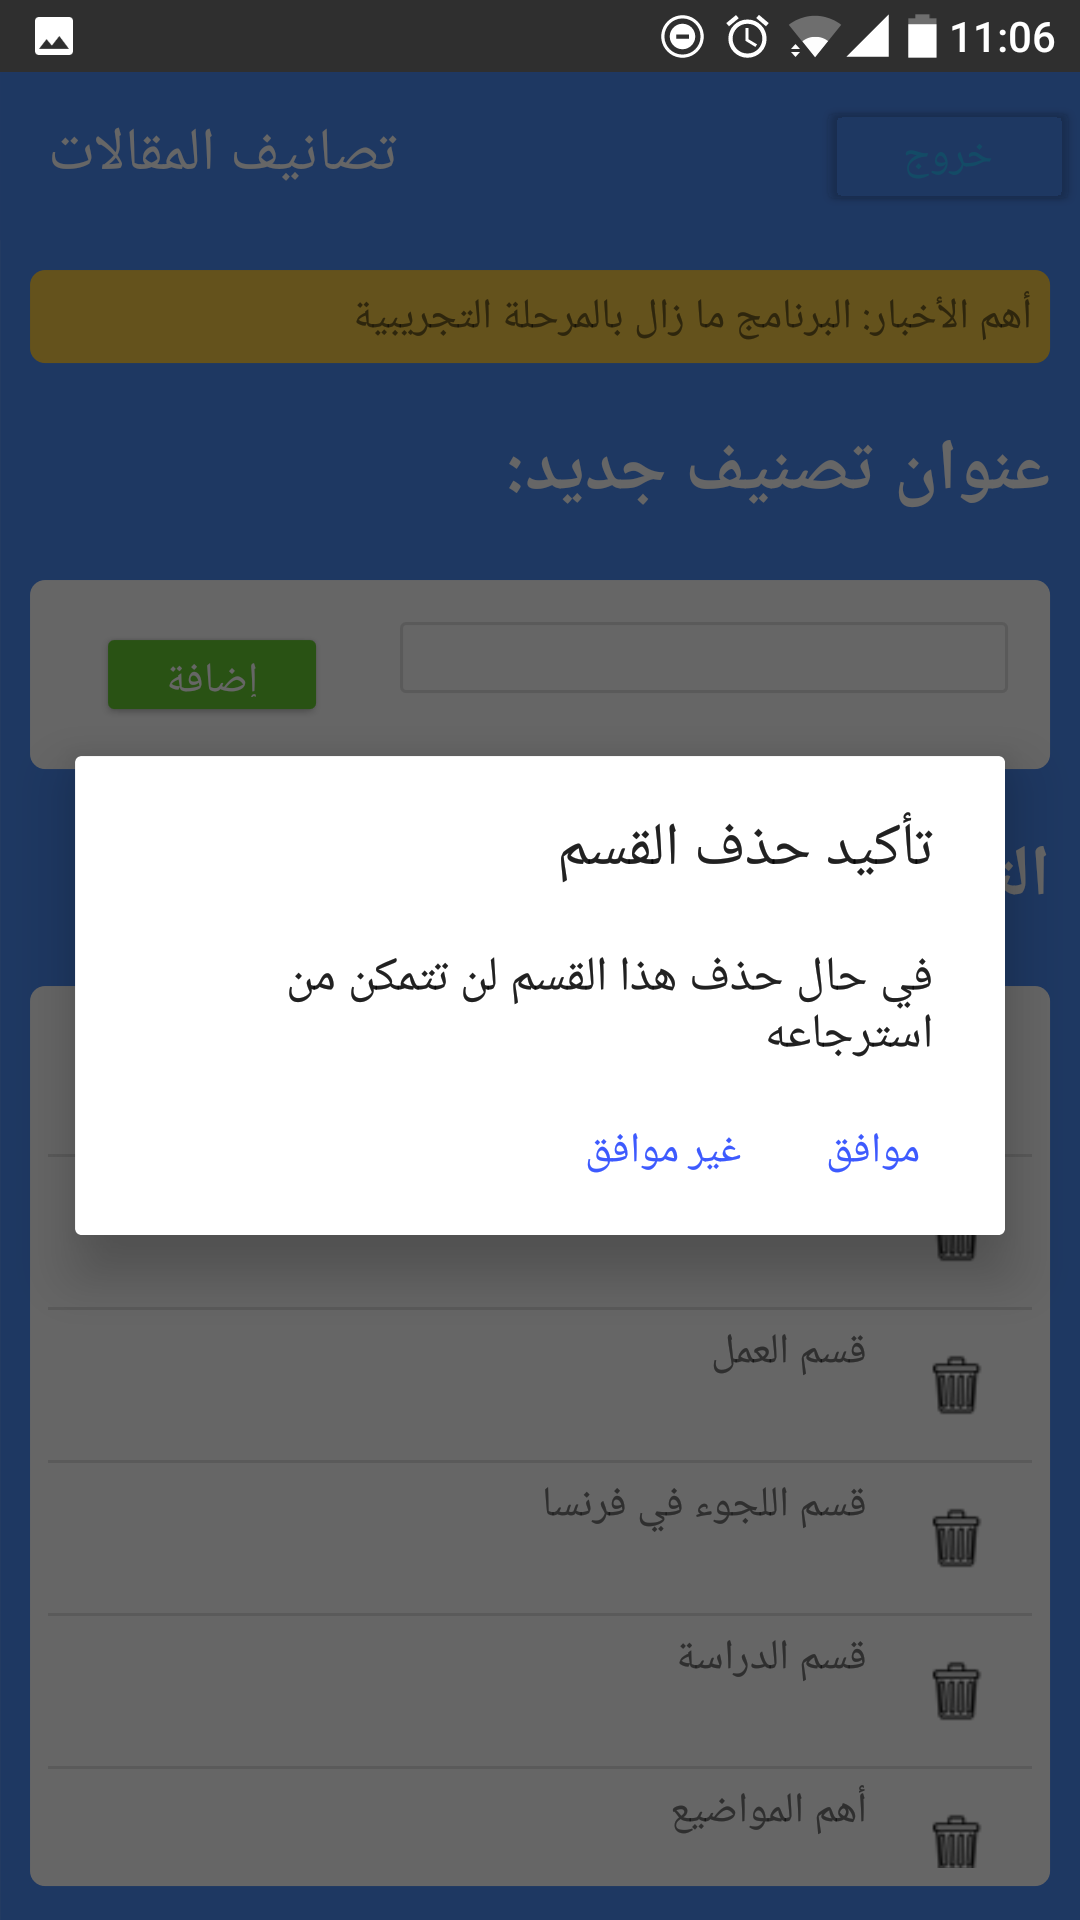 11:06
تصانيف المقالات
خروج
أهم الأخبار: البرنامج ما زال بالمرحلة التجريبية
عنوان تصنيف جديد:
إضافة
تأكيد حذف القسم
في حال حذف هذا القسم لن تتمكن من
استرجاعه
موافق
غير موافق
قسم العمل
قسم اللجوء في فرنسا
قسم الدراسة
أهم المواضيع